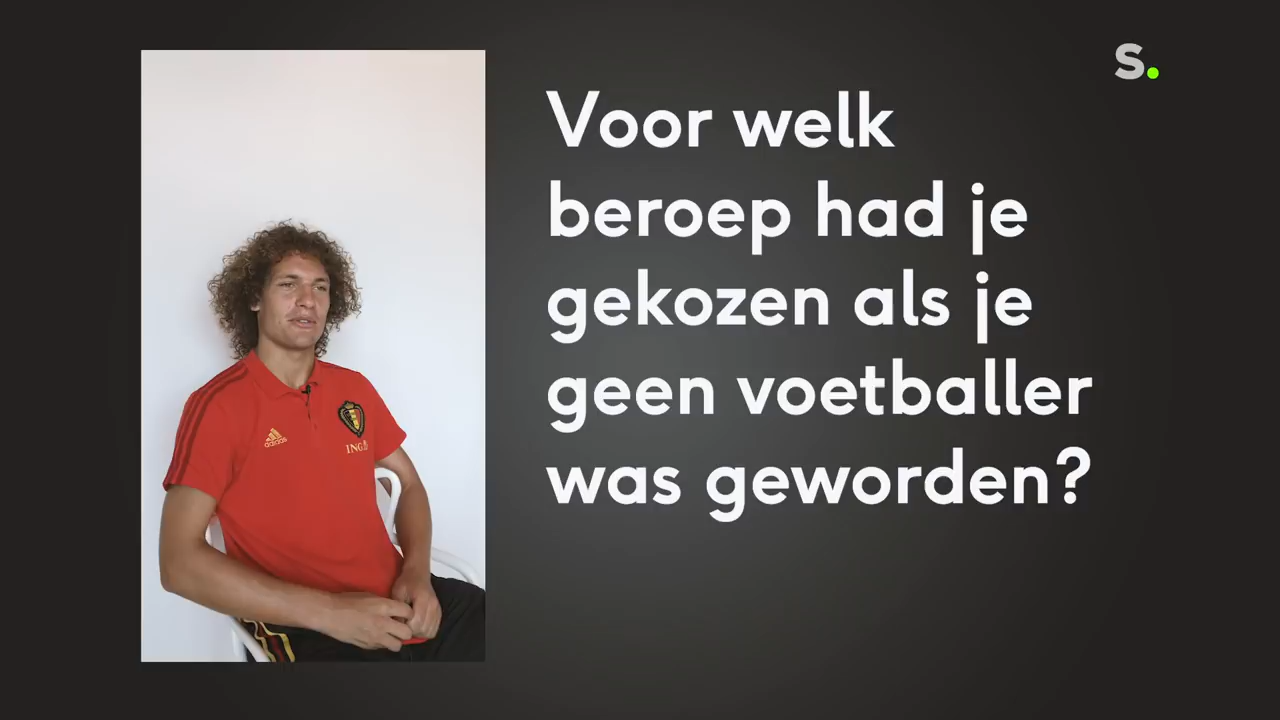 S.
Voor welk
beroep had je
gekozen als je
geen voetballer
was geworden?
adidas
ING